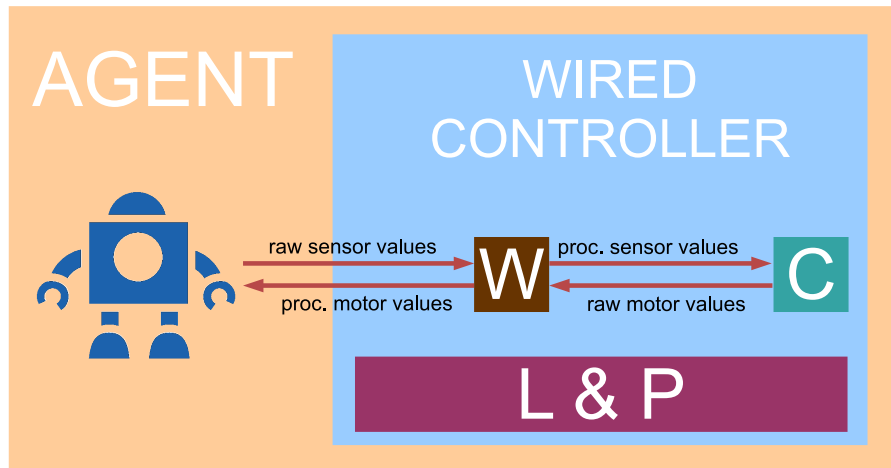 AGENT
WIRED
CONTROLLER
raw sensor values
W
proc. sensor values
C
proc. motor values
raw motor values
L & P